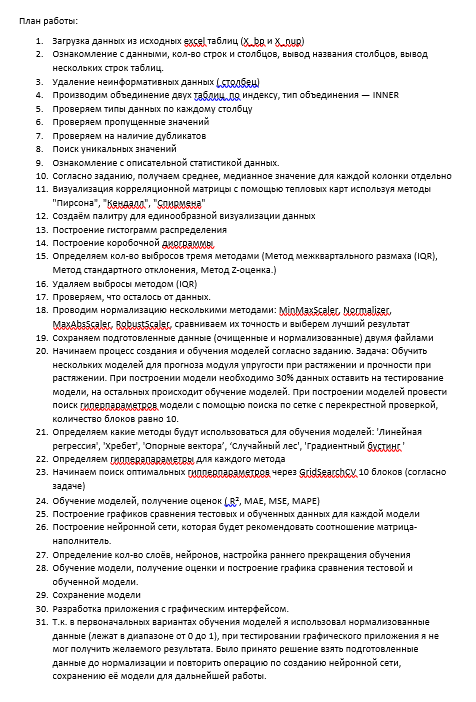 План работы:
1. Загрузка данных из исходных excel таблиц (X_bp и X_nup)
2. Ознакомление с данными, кол-во строк и столбцов, вывод названия столбцов, вывод
нескольких строк таблиц.
3. Удаление неинформативных данных ( столбец)
4. Производим объединение двух таблиц по индексу, тип объединения — INNER
5. Проверяем типы данных по каждому столбцу
6. Проверяем пропущенные значений
7. Проверяем на наличие дубликатов
8. Поиск уникальных значений
9. Ознакомление с описательной статистикой данных.
10. Согласно заданию, получаем среднее, медианное значение для каждой колонки отдельно
11. Визуализация корреляционной матрицы с помощью тепловых карт используя методы
"Пирсона", "Кендалл", "Спирмена"
12. Создаём палитру для единообразной визуализации данных
13. Построение гистограмм распределения
14. Построение коробочной диограммы
15. Определяем кол-во выбросов тремя методами (Метод межквартального размаха (IQR),
Метод стандартного отклонения, Метод Z-оценка.)
16. Удаляем выбросы методом (IQR)
17. Проверяем, что осталось от данных.
18. Проводим нормализацию несколькими методами: MinMaxScaler, Normalizer,
MaxAbsScaler, RobustScaler, сравниваем их точность и выберем лучший результат
19. Сохраняем подготовленные данные (очищенные и нормализованные) двумя файлами
20. Начинаем процесс создания и обучения моделей согласно заданию. Задача: Обучить
нескольких моделей для прогноза модуля упругости при растяжении и прочности при
растяжении. При построении модели необходимо 30% данных оставить на тестирование
модели, на остальных происходит обучение моделей. При построении моделей провести
поиск гиперпараметров модели с помощью поиска по сетке с перекрестной проверкой,
количество блоков равно 10.
21. Определяем какие методы будут использоваться для обучения моделей: 'Линейная
регрессия', 'Хребет', 'Опорные вектора', 'Случайный лес', 'Градиентный бустинг '
22. Определяем гипперапараметры для каждого метода
23. Начинаем поиск оптимальных гипперпараметров через GridSearchCV 10 блоков (согласно
задаче)
24. Обучение моделей, получение оценок ( R², MAE, MSE, MAPE)
25. Построение графиков сравнения тестовых и обученных данных для каждой модели
26. Построение нейронной сети, которая будет рекомендовать соотношение матрица-
наполнитель.
27. Определение кол-во слоёв, нейронов, настройка раннего прекращения обучения
28. Обучение модели, получение оценки и построение графика сравнения тестовой и
обученной модели.
29. Сохранение модели
30. Разработка приложения с графическим интерфейсом.
31. Т.к. в первоначальных вариантах обучения моделей я использовал нормализованные
данные (лежат в диапазоне от 0 до 1), при тестировании графического приложения я не
мог получить желаемого результата. Было принято решение взять подготовленные
данные до нормализации и повторить операцию по созданию нейронной сети,
сохранению её модели для дальнейшей работы.